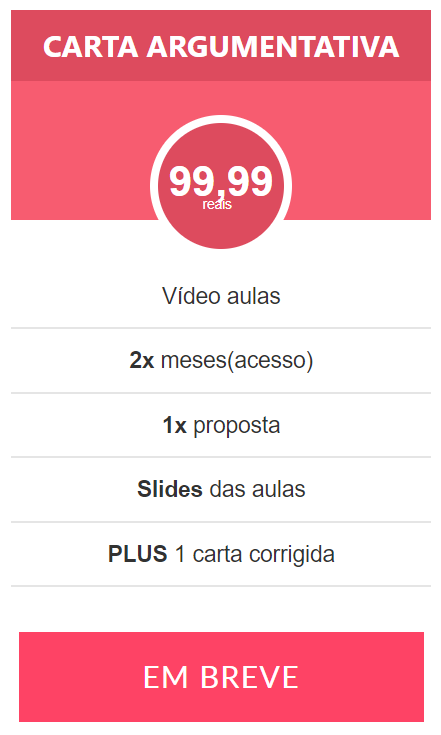 CARTA ARGUMENTATIVA
99,99
reais
Vídeo aulas
2x meses(acesso)
1x proposta
Slides das aulas
PLUS 1 carta corrigida
EM BREVE